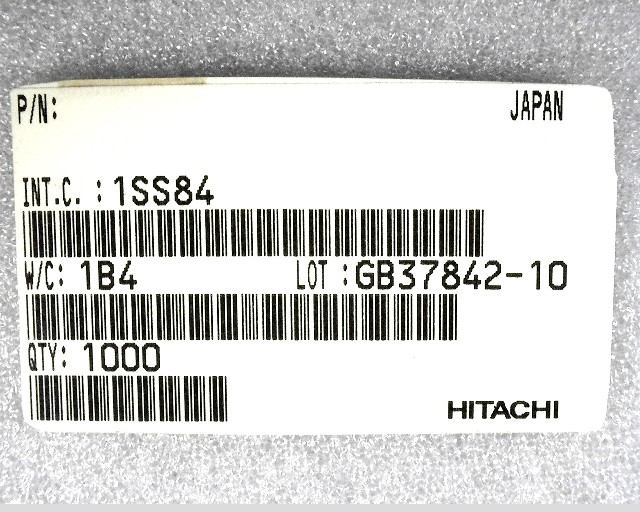 P/N: JAPAN
INT.C. : 1SS84
W/C: 1B4 LOT :GB37842-10
QTY: 1000
HITACHI